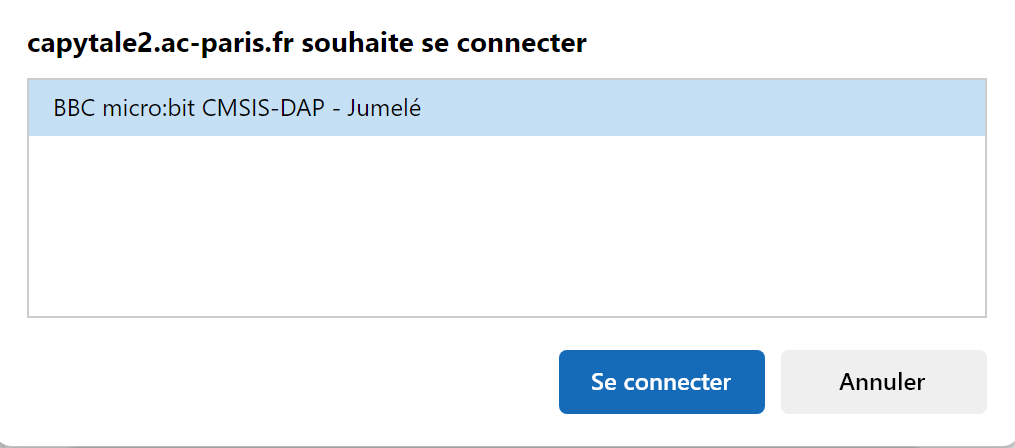 capytale2.ac-paris.fr souhaite se connecter
BBC micro:bit CMSIS-DAP - Jumelé
Se connecter
Annuler